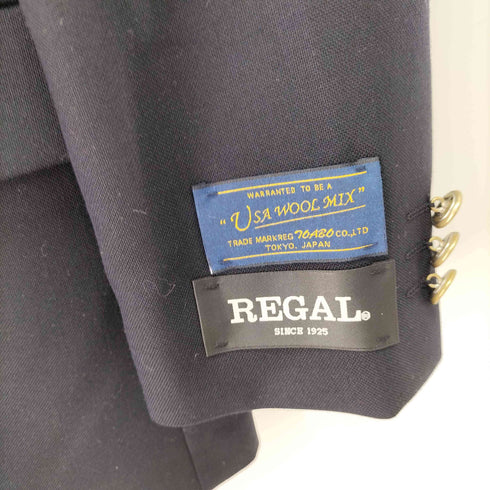 WARRANTED TO BE A
"USA WOOL MIX"
TRADE MARKREG TOABO CO.,LTD
TOKYO, JAPAN
REGAL®
SINCE 1925